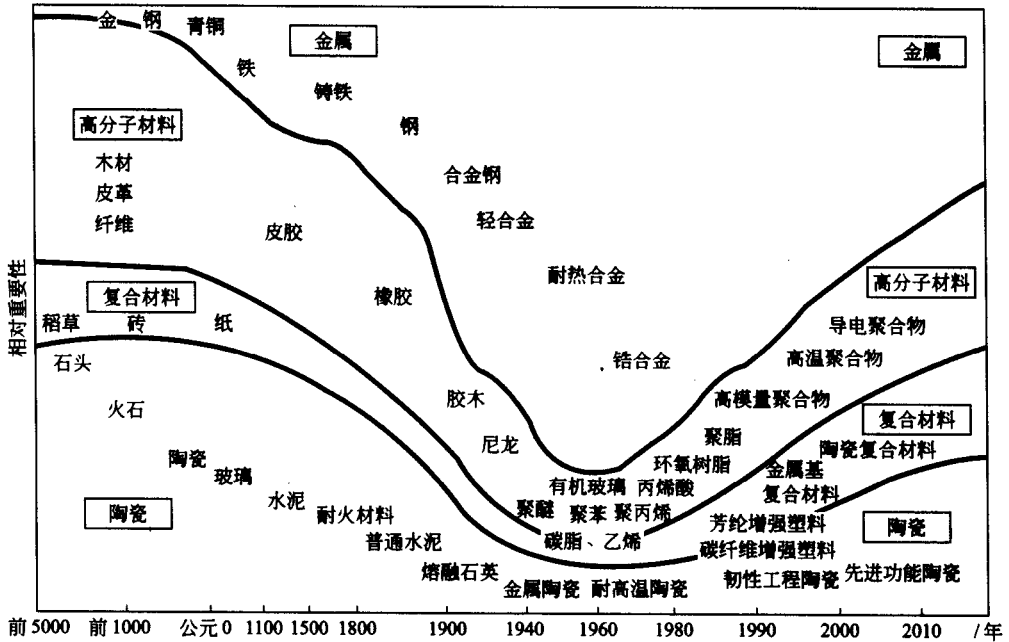 金 钢 青铜
金属
金属
铁
铸铁
钢
高分子材料
木材
皮革
纤维
合金钢
轻合金
皮胶
耐热合金
相对重要性
高分子材料
复合材料
橡胶
稻草 砖 纸
导电聚合物
石头
锆合金
高温聚合物
胶木
高模量聚合物
火石
复合材料
聚脂
尼龙
陶瓷复合材料
陶瓷
环氧树脂
金属基
复合材料
玻璃
有机玻璃 丙烯酸
水泥
聚醚 聚苯 聚丙烯
陶瓷
耐火材料
芳纶增强塑料
陶瓷
普通水泥
碳脂、乙烯
碳纤维增强塑料
熔融石英
韧性工程陶瓷 先进功能陶瓷
金属陶瓷 耐高温陶瓷
前5000 前1000 公元0 1100 1500 1800 1900 1940 1960 1980 1990 2000 2010 /年